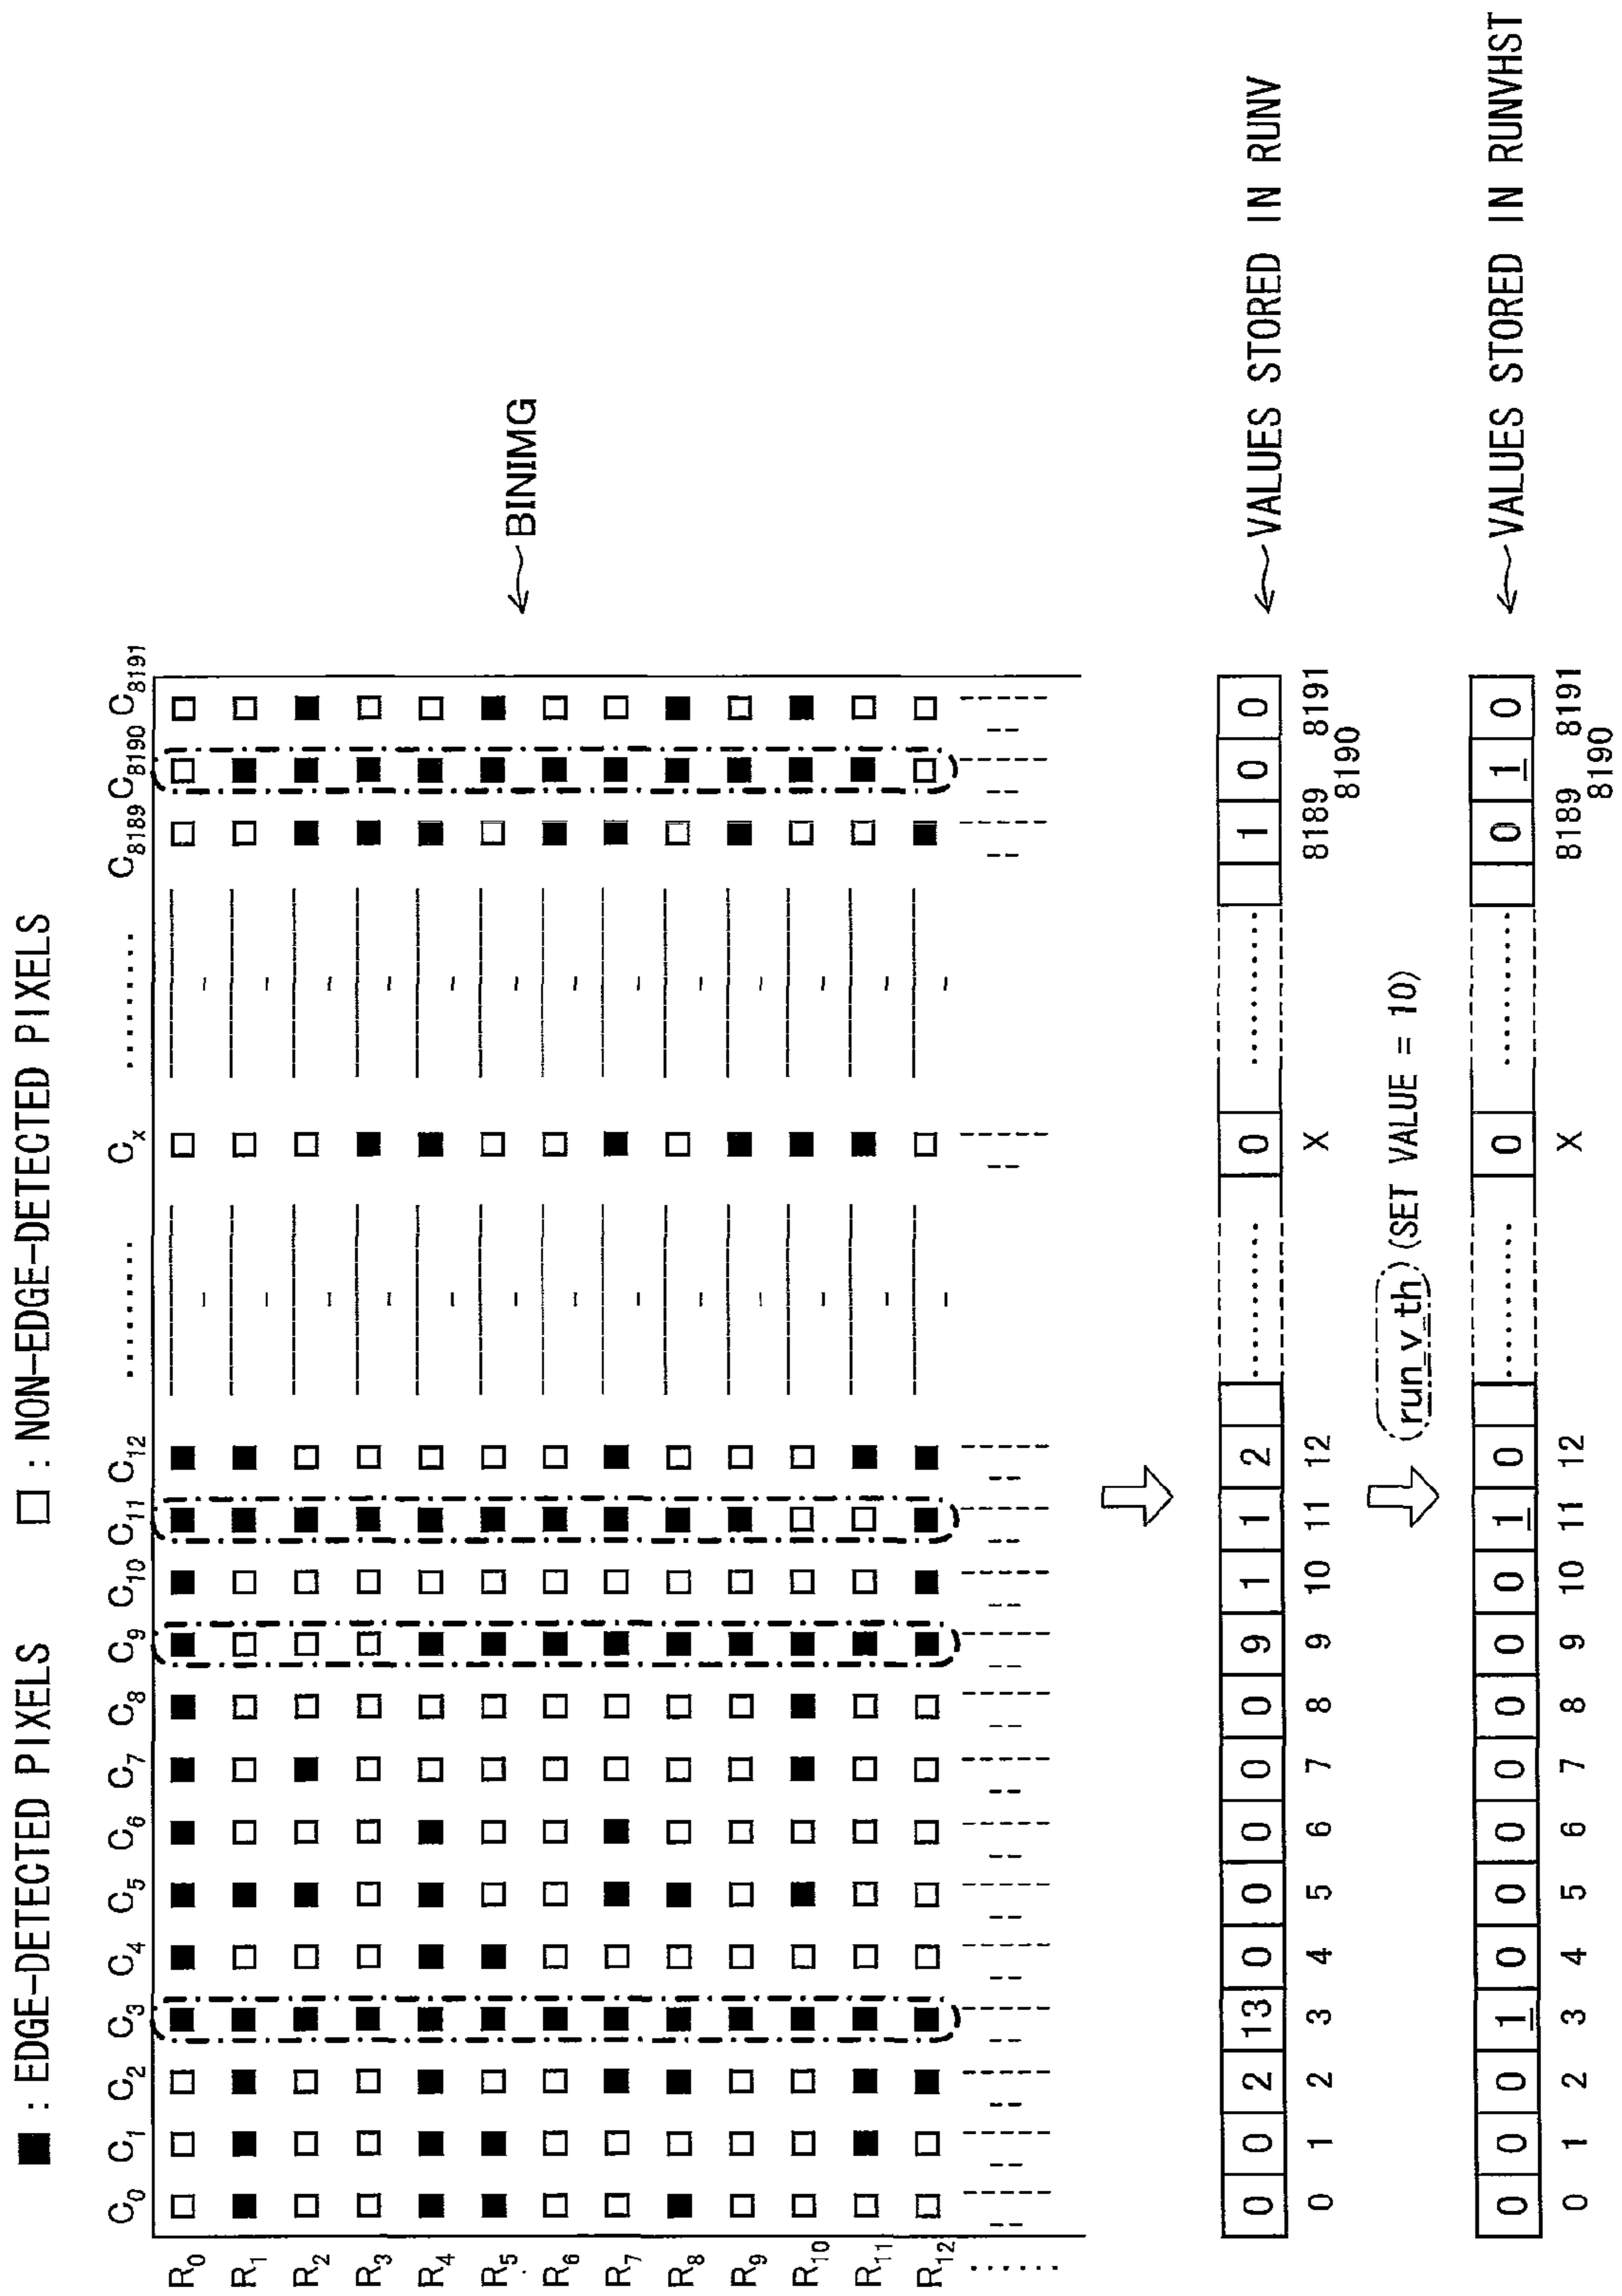 ■ : EDGE-DETECTED PIXELS □ : NON-EDGE-DETECTED PIXELS
C0 C1 C2 C3 C4 C5 C6 C7 C8 C9 C10 C11 C12 ········ Cx ········ C8189 C8190 C8191
R0
R1
R2
R3
R4
R5
R6
R7
R8
R9
R10
R11
R12
BINIMG
0 0 2 13 0 0 0 0 0 9 1 1 2 ·········· 0 ·········· 1 0 0
VALUES STORED IN RUNV
0 1 2 3 4 5 6 7 8 9 10 11 12 X 8189 8190 8191
run_v_th (SET VALUE = 10)
0 0 0 1 0 0 0 0 0 0 0 1 0 ·········· 0 ·········· 0 1 0
VALUES STORED IN RUNVHST
0 1 2 3 4 5 6 7 8 9 10 11 12 X 8189 8190 8191